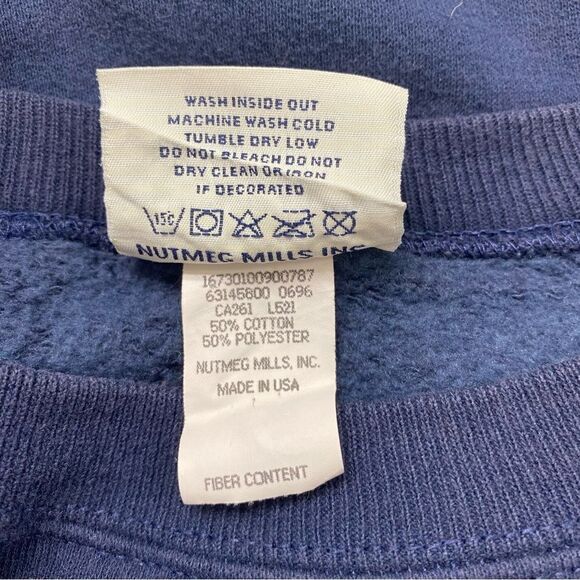 WASH INSIDE OUT
MACHINE WASH COLD
TUMBLE DRY LOW
DO NOT BLEACH DO NOT
DRY CLEAN OR IRON
IF DECORATED
15C
NUTMEG MILLS INC
16730100900787
63145800 0696
CA261 L521
50% COTTON
50% POLYESTER
NUTMEG MILLS, INC.
MADE IN USA
FIBER CONTENT